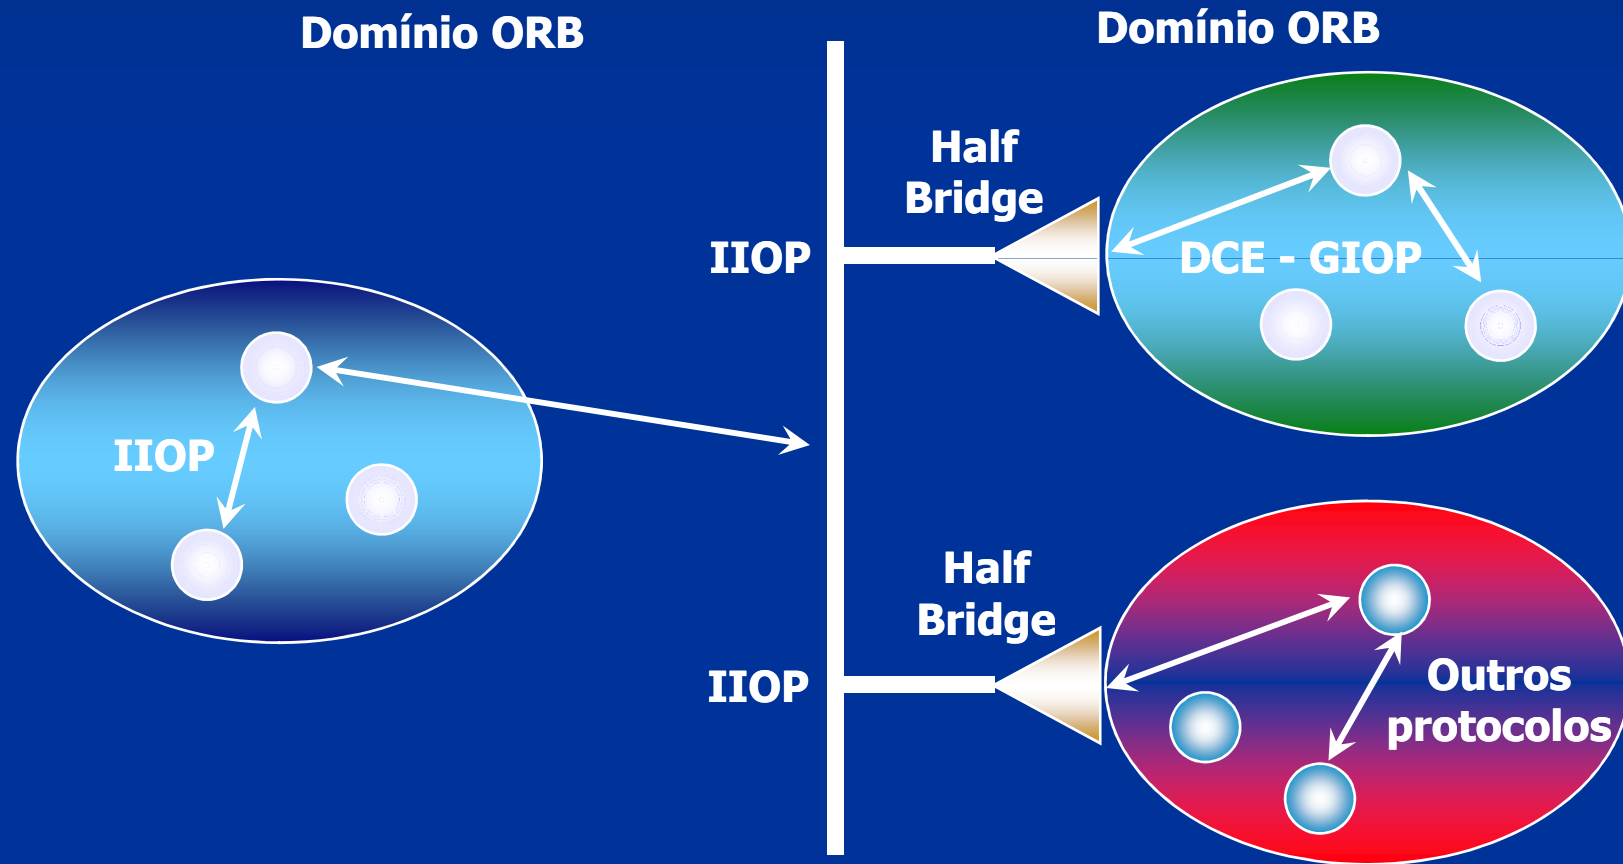 Domínio ORB
Domínio ORB
Half
Bridge
IIOP
DCE - GIOP
IIOP
Half
Bridge
IIOP
Outros
protocolos